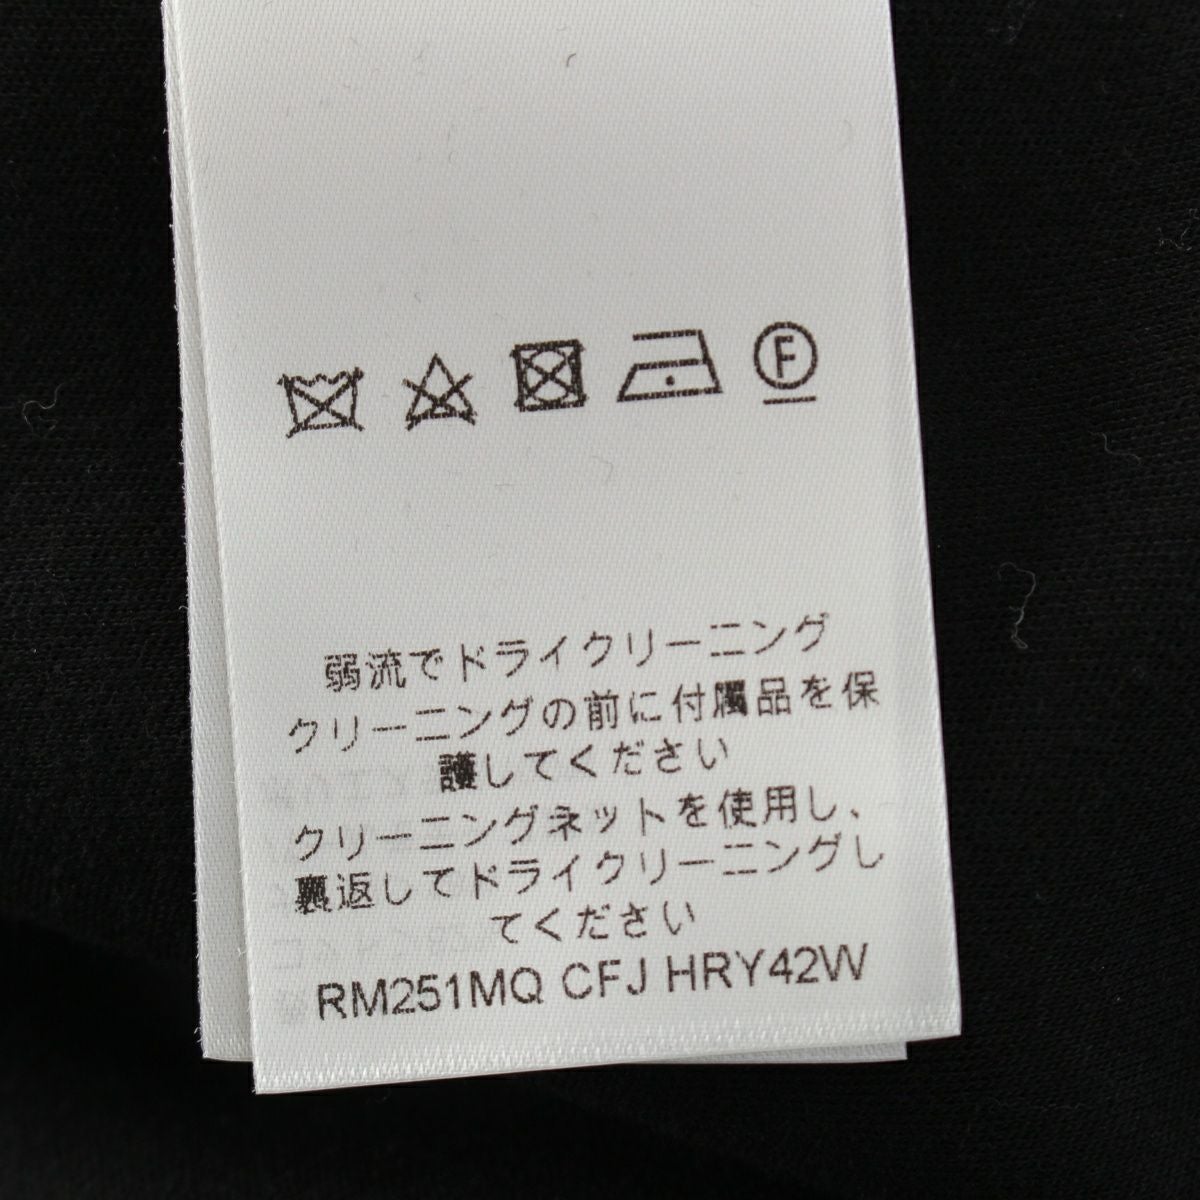 F
弱流でドライクリーニング
クリーニングの前に付属品を保
護してください
クリーニングネットを使用し、
裏返してドライクリーニングし
てください
RM251MQ CFJ HRY42W